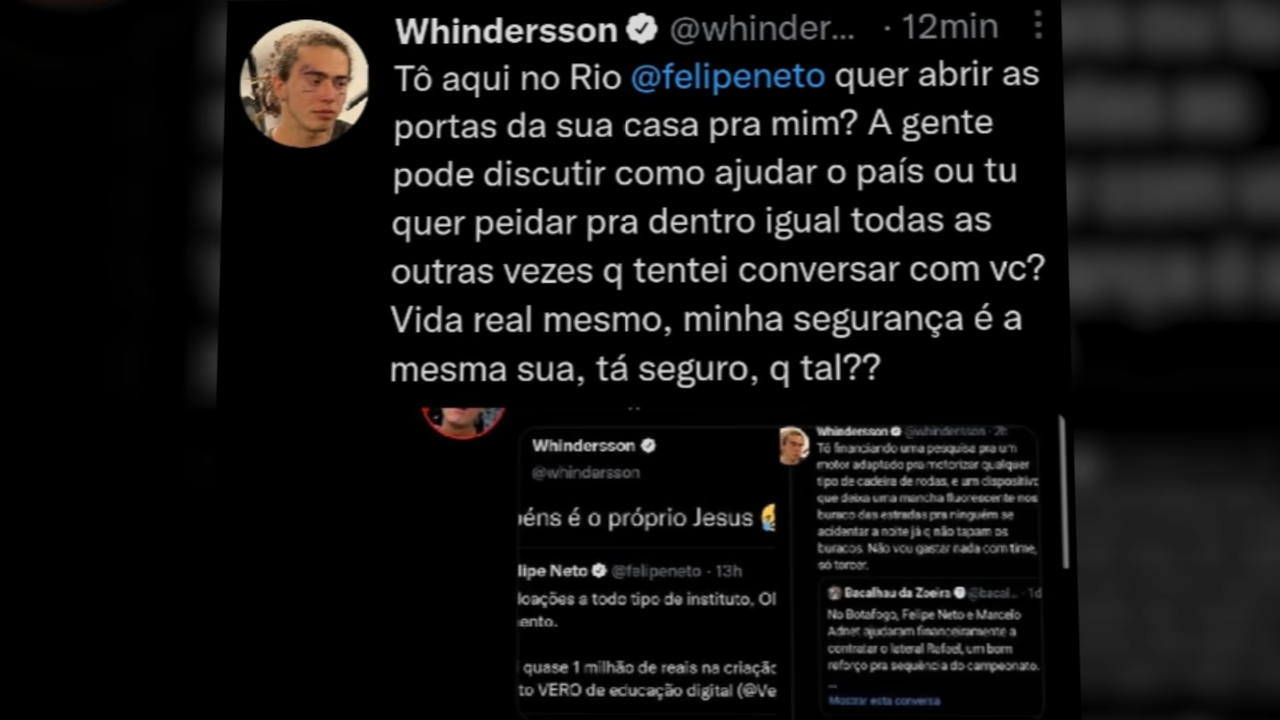 Whindersson @whinder... · 12min
Tô aqui no Rio @felipeneto quer abrir as
portas da sua casa pra mim? A gente
pode discutir como ajudar o país ou tu
quer peidar pra dentro igual todas as
outras vezes q tentei conversar com vc?
Vida real mesmo, minha segurança é a
mesma sua, tá seguro, q tal??
Whindersson
@whindersson
éns é o próprio Jesus
lipe Neto @felipeneto · 13h
loações a todo tipo de instituto, O
ento.
quase 1 milhão de reais na criação
to VERO de educação digital (@Ve
Whindersson @whindersson · 2h
Tô financiando uma pesquisa pra um
motor adaptado pra motorizar qualquer
tipo de cadeira de rodas, e um dispositivo
que deixa uma mancha fluorescente nos
buraco das estradas pra ninguém se
acidentar a noite já q não tapam os
buracos. Não vou gastar nada com time,
só torcer.
Bacalhau da Zoeira @bacal... · 1d
No Botafogo, Felipe Neto e Marcelo
Adnet ajudaram financeiramente a
contratar o lateral Rafael, um bom
reforço pra sequência do campeonato.
...
Mostrar esta conversa